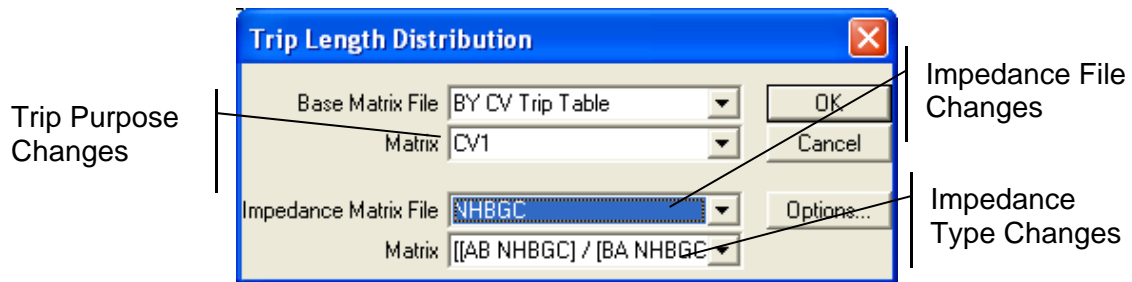 Trip Length Distribution
Trip Purpose
Changes
Base Matrix File BY CV Trip Table OK
Matrix CV1 Cancel
Impedance Matrix File NHBGC Options...
Matrix [[AB NHBGC] / [BA NHBGC
Impedance File
Changes
Impedance
Type Changes